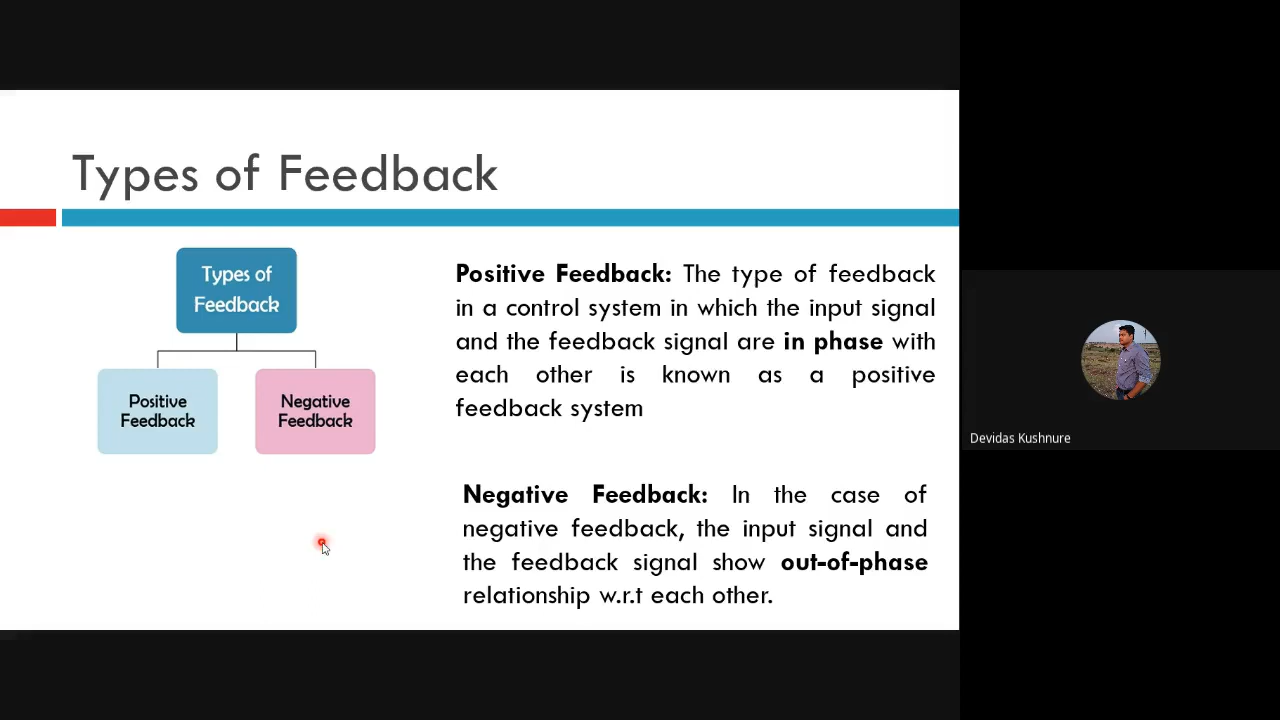 Types of Feedback
Types of
Feedback
Positive
Feedback
Negative
Feedback
Positive Feedback: The type of feedback
in a control system in which the input signal
and the feedback signal are in phase with
each other is known as a positive
feedback system
Negative Feedback: In the case of
negative feedback, the input signal and
the feedback signal show out-of-phase
relationship w.r.t each other.
Devidas Kushnure